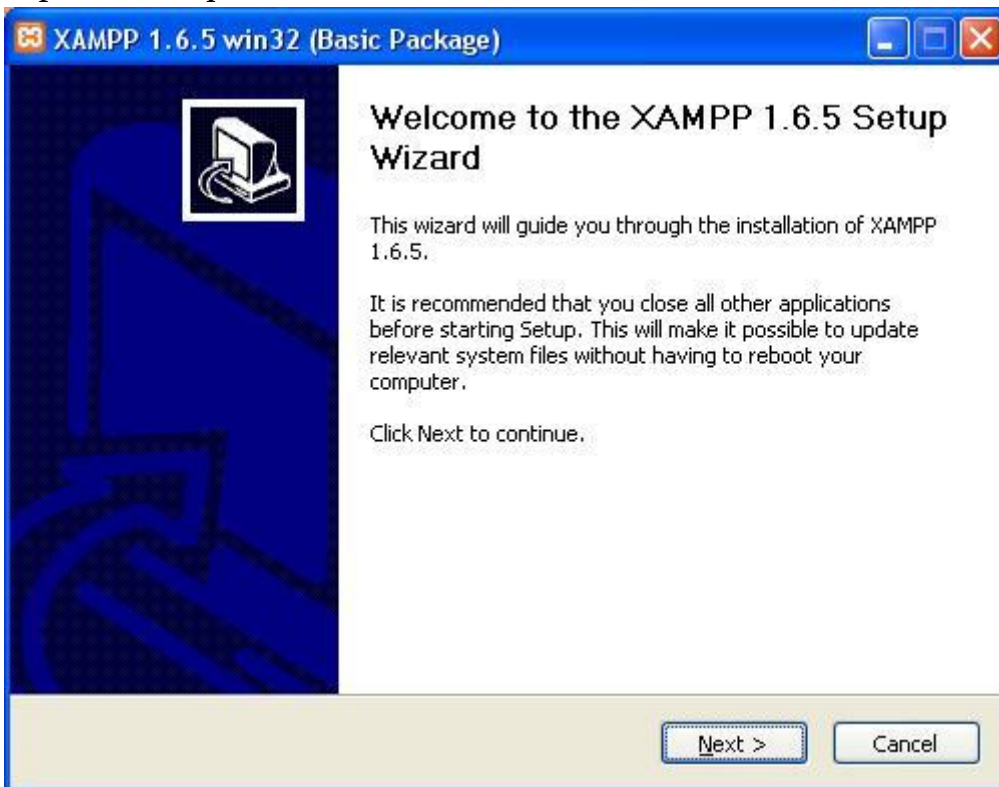 XAMPP 1.6.5 win32 (Basic Package)
Welcome to the XAMPP 1.6.5 Setup
Wizard
This wizard will guide you through the installation of XAMPP
1.6.5.
It is recommended that you close all other applications
before starting Setup. This will make it possible to update
relevant system files without having to reboot your
computer.
Click Next to continue.
Next >
Cancel